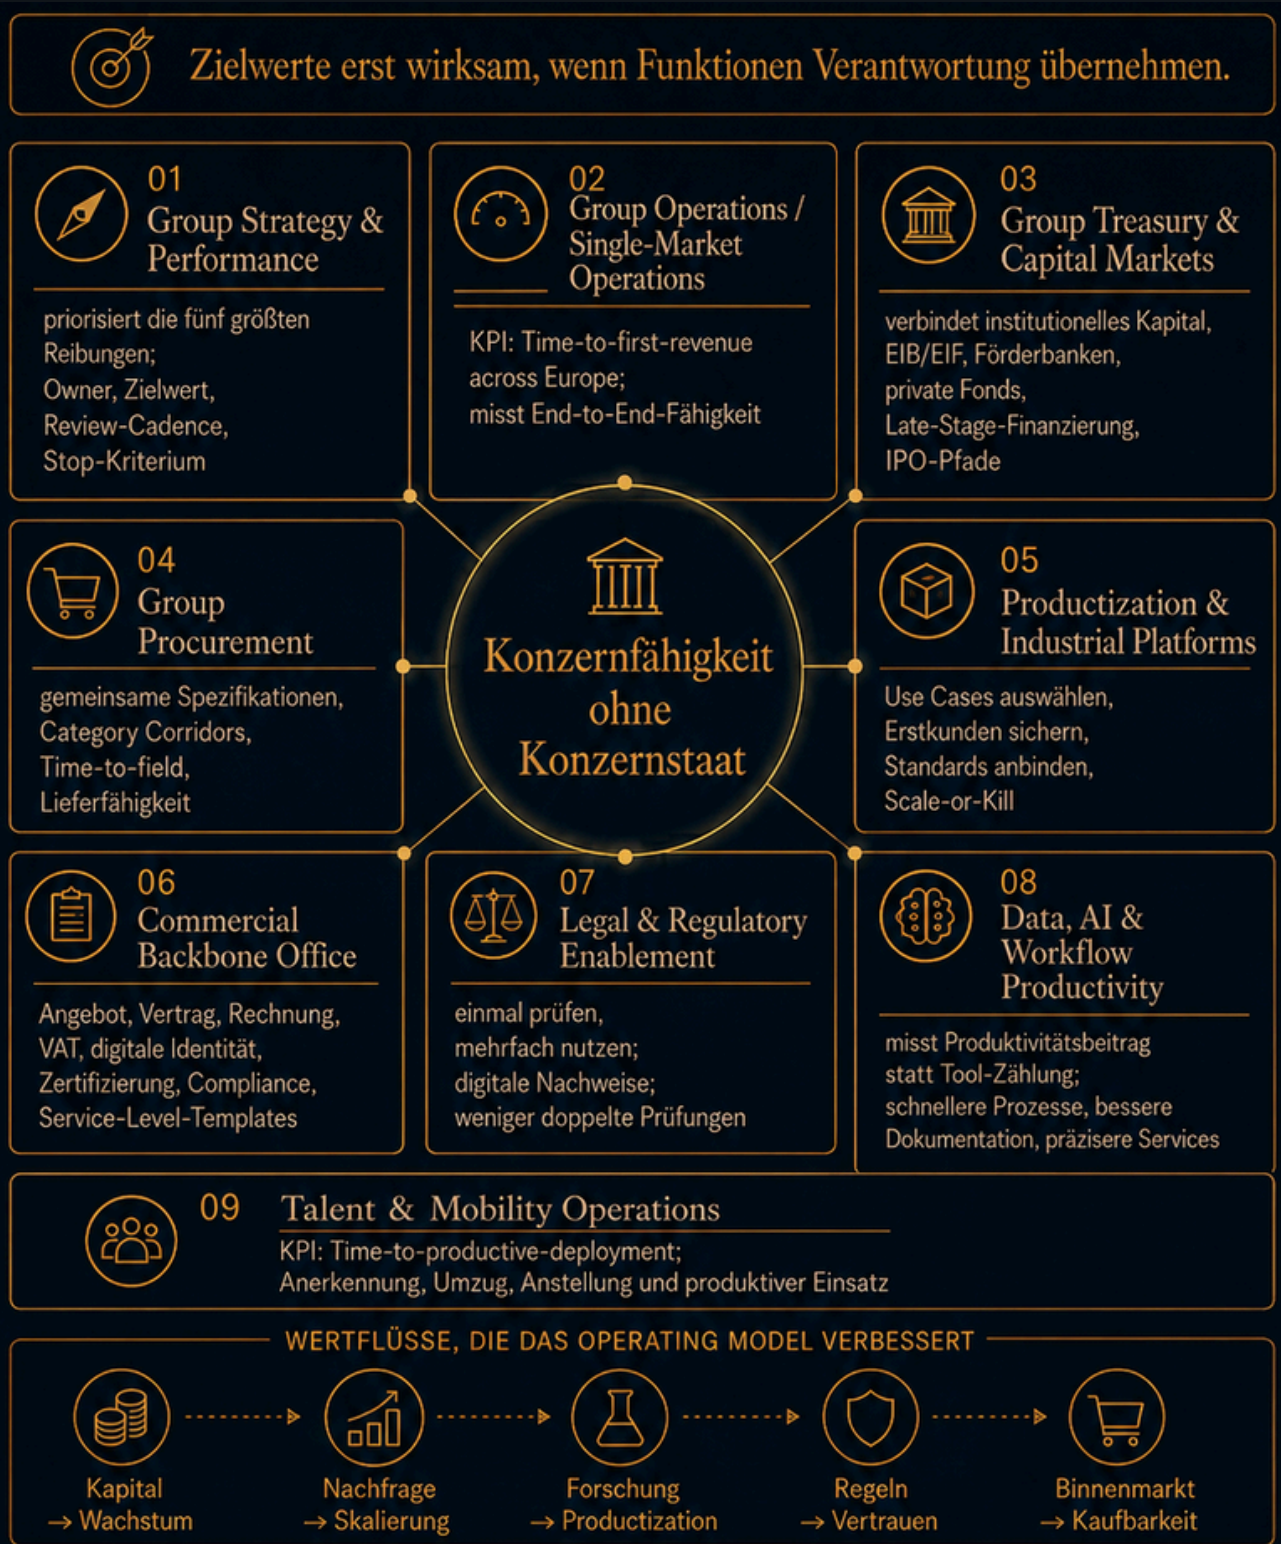 Zielwerte erst wirksam, wenn Funktionen Verantwortung übernehmen.
01
Group Strategy &
Performance
priorisiert die fünf größten
Reibungen;
Owner, Zielwert,
Review-Cadence,
Stop-Kriterium
02
Group Operations /
Single-Market
Operations
KPI: Time-to-first-revenue
across Europe;
misst End-to-End-Fähigkeit
03
Group Treasury &
Capital Markets
verbindet institutionelles Kapital,
EIB/EIF, Förderbanken,
private Fonds,
Late-Stage-Finanzierung,
IPO-Pfade
04
Group
Procurement
gemeinsame Spezifikationen,
Category Corridors,
Time-to-field,
Lieferfähigkeit
Konzernfähigkeit
ohne
Konzernstaat
05
Productization &
Industrial Platforms
Use Cases auswählen,
Erstkunden sichern,
Standards anbinden,
Scale-or-Kill
06
Commercial
Backbone Office
Angebot, Vertrag, Rechnung,
VAT, digitale Identität,
Zertifizierung, Compliance,
Service-Level-Templates
07
Legal & Regulatory
Enablement
einmal prüfen,
mehrfach nutzen;
digitale Nachweise;
weniger doppelte Prüfungen
08
Data, AI &
Workflow
Productivity
misst Produktivitätsbeitrag
statt Tool-Zählung;
schnellere Prozesse, bessere
Dokumentation, präzisere Services
09
Talent & Mobility Operations
KPI: Time-to-productive-deployment;
Anerkennung, Umzug, Anstellung und produktiver Einsatz
WERTFLÜSSE, DIE DAS OPERATING MODEL VERBESSERT
Kapital
→ Wachstum
Nachfrage
→ Skalierung
Forschung
→ Productization
Regeln
→ Vertrauen
Binnenmarkt
→ Kaufbarkeit